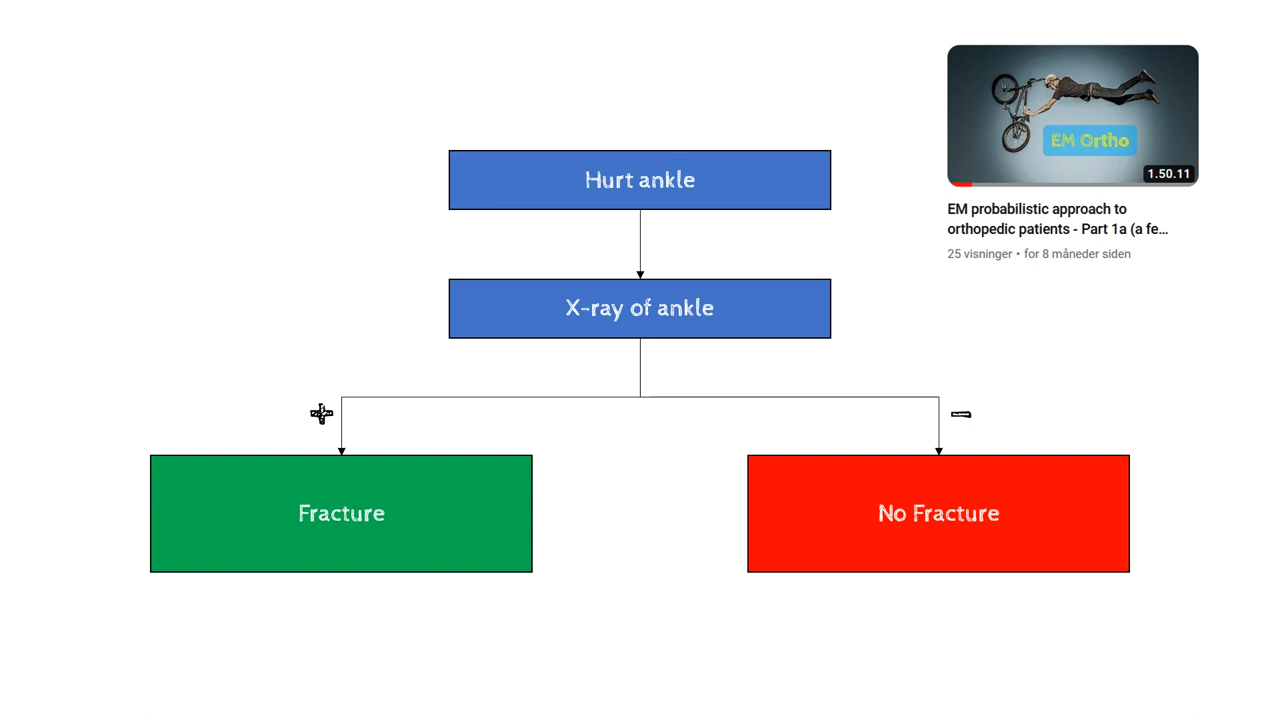 EM Ortho
1.50.11
EM probabilistic approach to
orthopedic patients - Part 1a (a fe...
25 visninger • for 8 måneder siden
Hurt ankle
X-ray of ankle
+
-
Fracture
No Fracture